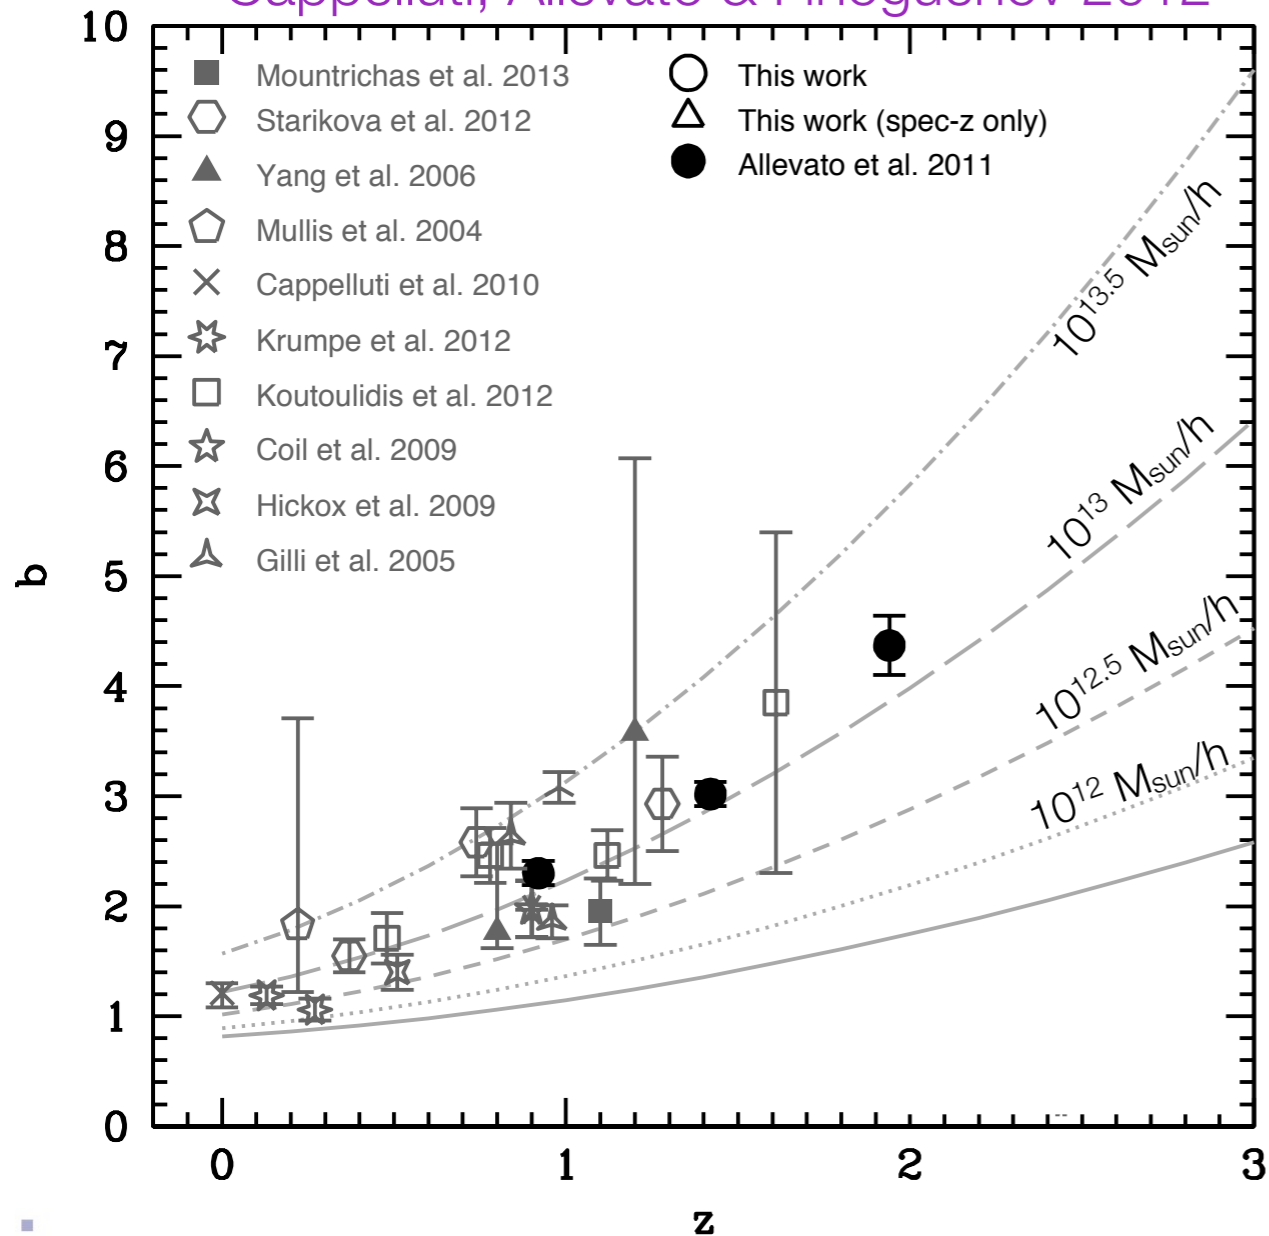 Cappelluti, Allevato & Finoguenov 2012
10
9
8
7
6
5
4
3
2
1
0
b
Mountrichas et al. 2013
Starikova et al. 2012
Yang et al. 2006
Mullis et al. 2004
Cappelluti et al. 2010
Krumpe et al. 2012
Koutoulidis et al. 2012
Coil et al. 2009
Hickox et al. 2009
Gilli et al. 2005
This work
This work (spec-z only)
Allevato et al. 2011
10^13.5 Msun/h
10^13 Msun/h
10^12.5 Msun/h
10^12 Msun/h
0 1 2 3
z